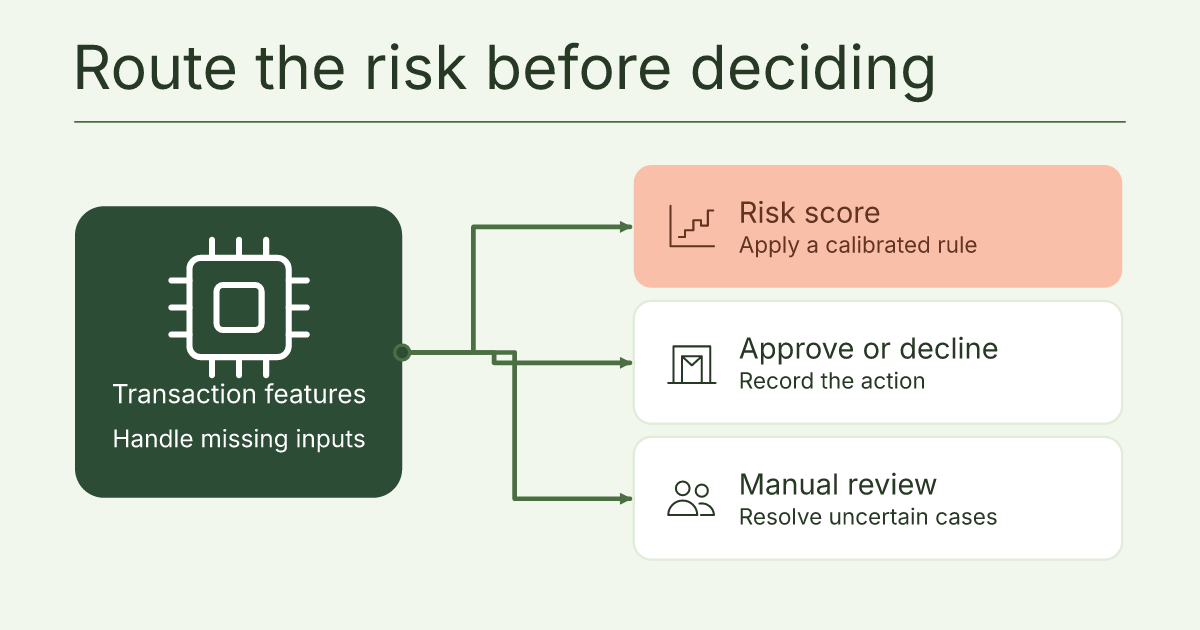 Route the risk before deciding
Transaction features
Handle missing inputs
Risk score
Apply a calibrated rule
Approve or decline
Record the action
Manual review
Resolve uncertain cases